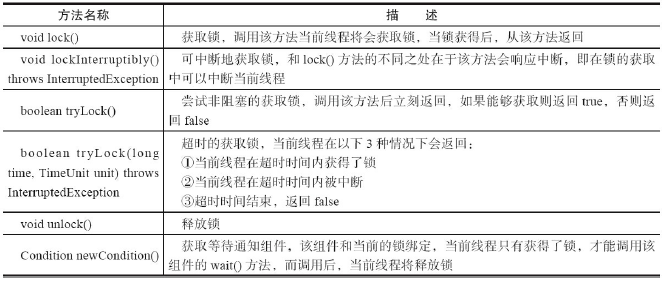 方法名称 描 述
void lock() 获取锁，调用该方法当前线程将会获取锁，当锁获得后，从该方法返回
void lockInterruptibly() throws InterruptedException 可中断地获取锁，和 lock() 方法的不同之处在于该方法会响应中断，即在锁的获取
中可以中断当前线程
boolean tryLock() 尝试非阻塞的获取锁，调用该方法后立刻返回，如果能够获取则返回 true，否则返
回 false
boolean tryLock(long time, TimeUnit unit) throws InterruptedException
超时的获取锁，当前线程在以下 3 种情况下会返回：
①当前线程在超时时间内获得了锁
②当前线程在超时时间内被中断
③超时时间结束，返回 false
void unlock() 释放锁
Condition newCondition() 获取等待通知组件，该组件和当前的锁绑定，当前线程只有获得了锁，才能调用该
组件的 wait() 方法，而调用后，当前线程将释放锁